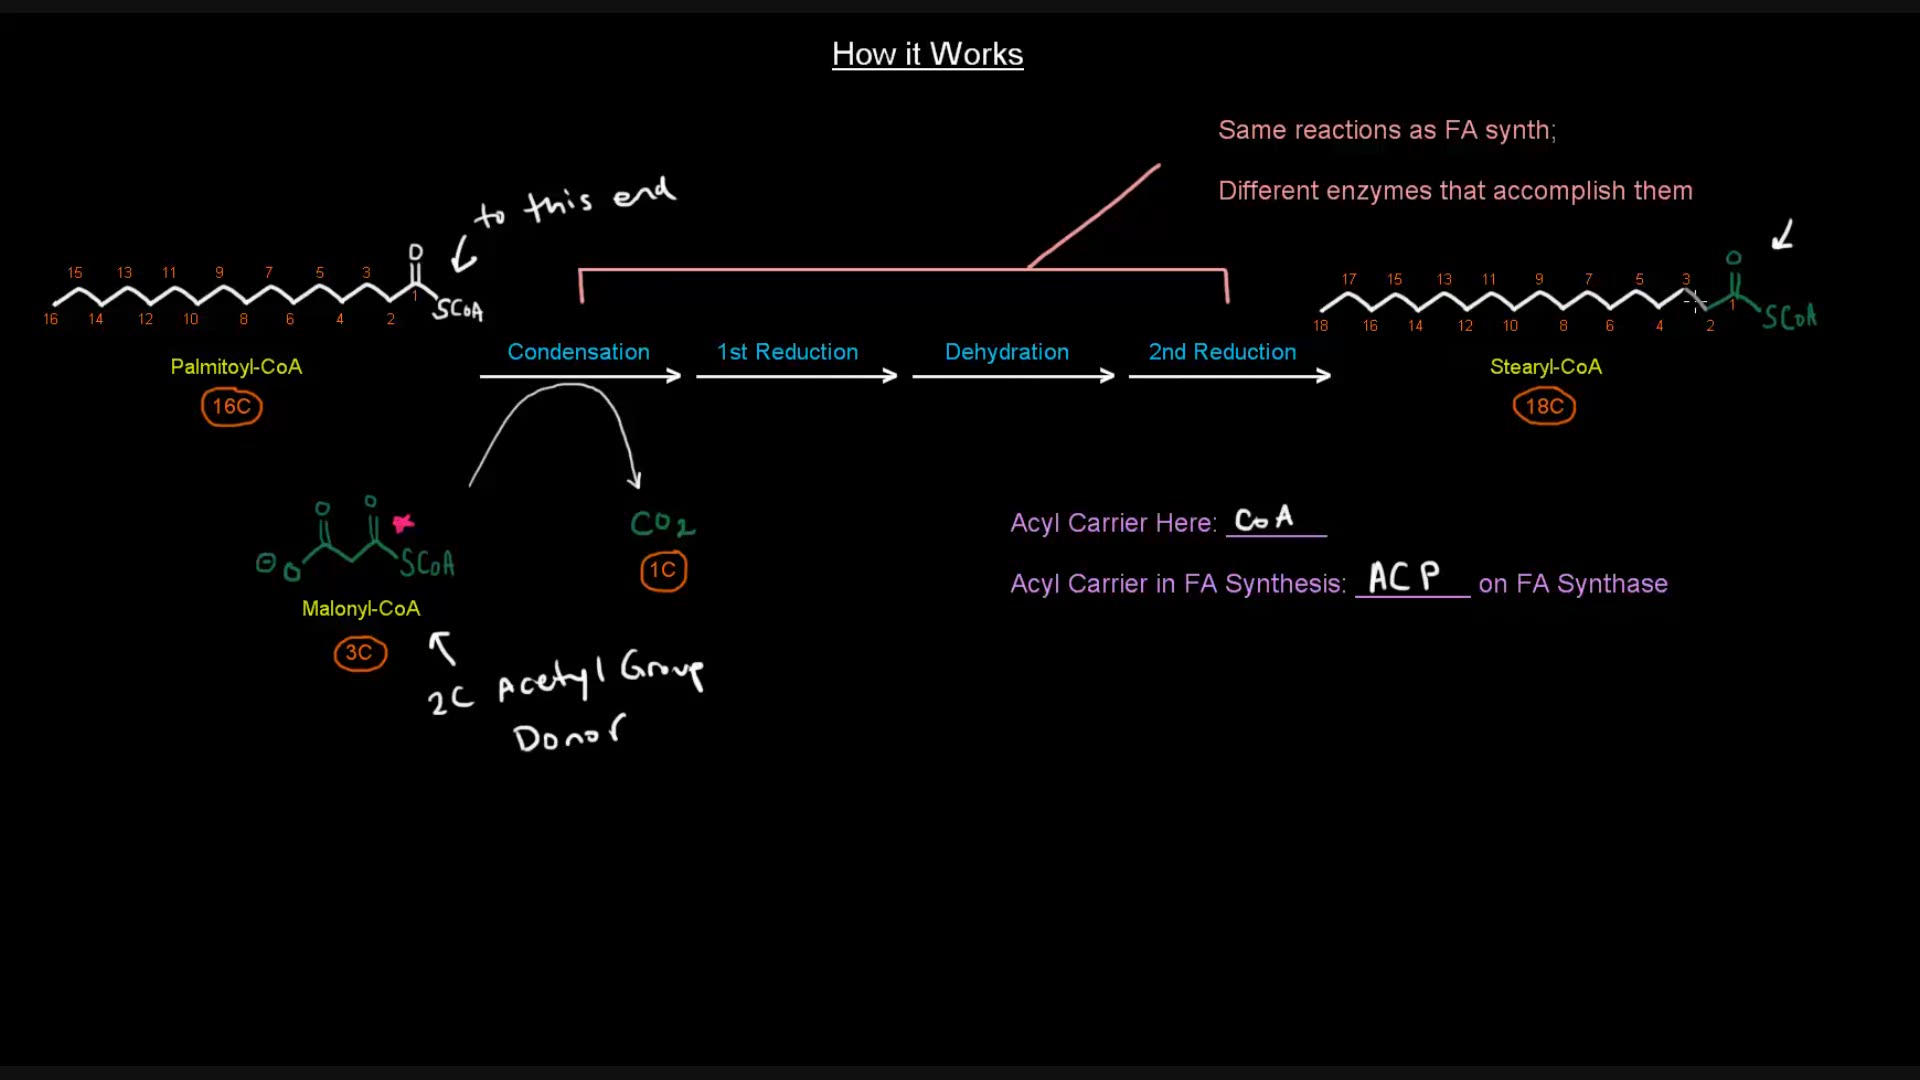 How it Works
Same reactions as FA synth;
Different enzymes that accomplish them
to this end
O
15 13 11 9 7 5 3
1
SCoA
16 14 12 10 8 6 4 2
Palmitoyl-CoA
16C
Condensation
1st Reduction
Dehydration
2nd Reduction
O
17 15 13 11 9 7 5 3
1
SCoA
18 16 14 12 10 8 6 4 2
Stearyl-CoA
18C
O O
⊖O SCoA
Malonyl-CoA
3C
CO2
1C
2C Acetyl Group
Donor
Acyl Carrier Here: CoA
Acyl Carrier in FA Synthesis: ACP on FA Synthase